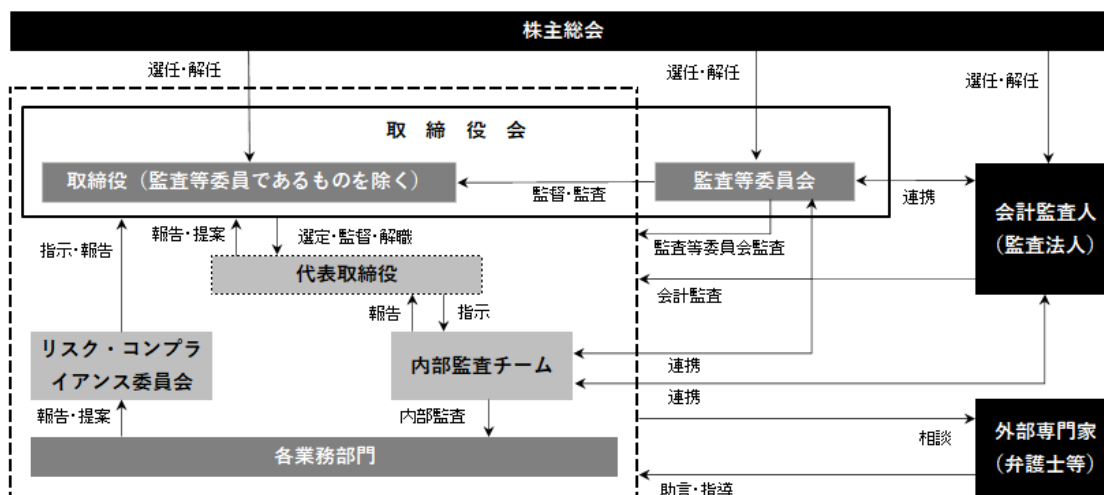 株主総会
選任・解任
選任・解任
選任・解任
取 締 役 会
取締役（監査等委員であるものを除く）
監査等委員会
監督・監査
連携
会計監査人
（監査法人）
指示・報告
報告・提案
選定・監督・解職
監査等委員会監査
代表取締役
会計監査
報告
指示
リスク・コンプラ
イアンス委員会
内部監査チーム
連携
連携
報告・提案
内部監査
相談
外部専門家
（弁護士等）
各業務部門
助言・指導